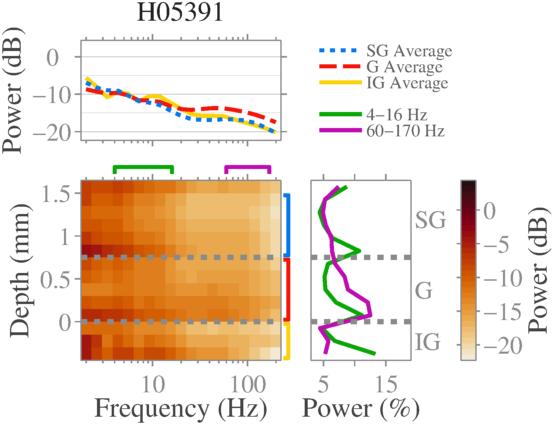 H05391
Power (dB)
0
−10
−20
SG Average
G Average
IG Average
4−16 Hz
60−170 Hz
Depth (mm)
1.5
1
0.5
0
10
100
Frequency (Hz)
SG
G
IG
5
15
Power (%)
0
−5
−10
−15
−20
Power (dB)